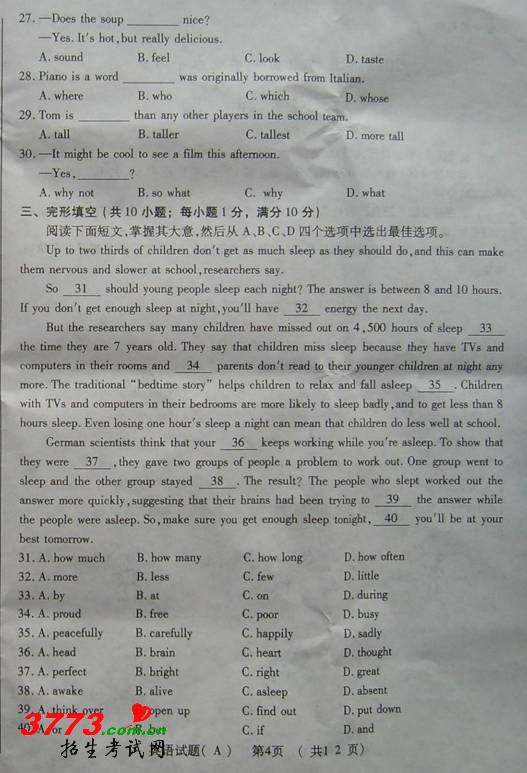 27. —Does the soup ________ nice?
—Yes. It's hot, but really delicious.
A. sound B. feel C. look D. taste
28. Piano is a word ________ was originally borrowed from Italian.
A. where B. who C. which D. whose
29. Tom is ________ than any other players in the school team.
A. tall B. taller C. tallest D. more tall
30. —It might be cool to see a film this afternoon.
—Yes, ________?
A. why not B. so what C. why D. what
三、完形填空(共10小题;每小题1分,满分10分)
阅读下面短文,掌握其大意,然后从A、B、C、D四个选项中选出最佳选项。
Up to two thirds of children don't get as much sleep as they should do, and this can make
them nervous and slower at school, researchers say.
So 31 should young people sleep each night? The answer is between 8 and 10 hours.
If you don't get enough sleep at night, you'll have 32 energy the next day.
But the researchers say many children have missed out on 4,500 hours of sleep 33
the time they are 7 years old. They say that children miss sleep because they have TVs and
computers in their rooms and 34 parents don't read to their younger children at night any
more. The traditional "bedtime story" helps children to relax and fall asleep 35. Children
with TVs and computers in their bedrooms are more likely to sleep badly, and to get less than 8
hours sleep. Even losing one hour's sleep a night can mean that children do less well at school.
German scientists think that your 36 keeps working while you're asleep. To show that
they were 37, they gave two groups of people a problem to work out. One group went to
sleep and the other group stayed 38. The result? The people who slept worked out the
answer more quickly, suggesting that their brains had been trying to 39 the answer while
the people were asleep. So, make sure you get enough sleep tonight, 40 you'll be at your
best tomorrow.
31. A. how much B. how many C. how long D. how often
32. A. more B. less C. few D. little
33. A. by B. at C. on D. during
34. A. proud B. free C. poor D. busy
35. A. peacefully B. carefully C. happily D. sadly
36. A. head B. brain C. heart D. thought
37. A. perfect B. bright C. right D. great
38. A. awake B. alive C. asleep D. absent
39. A. think over B. open up C. find out D. put down
40. A. or C. if D. and
3773.com.cn
招生考试网
英语试题(A) 第4页 (共12页)